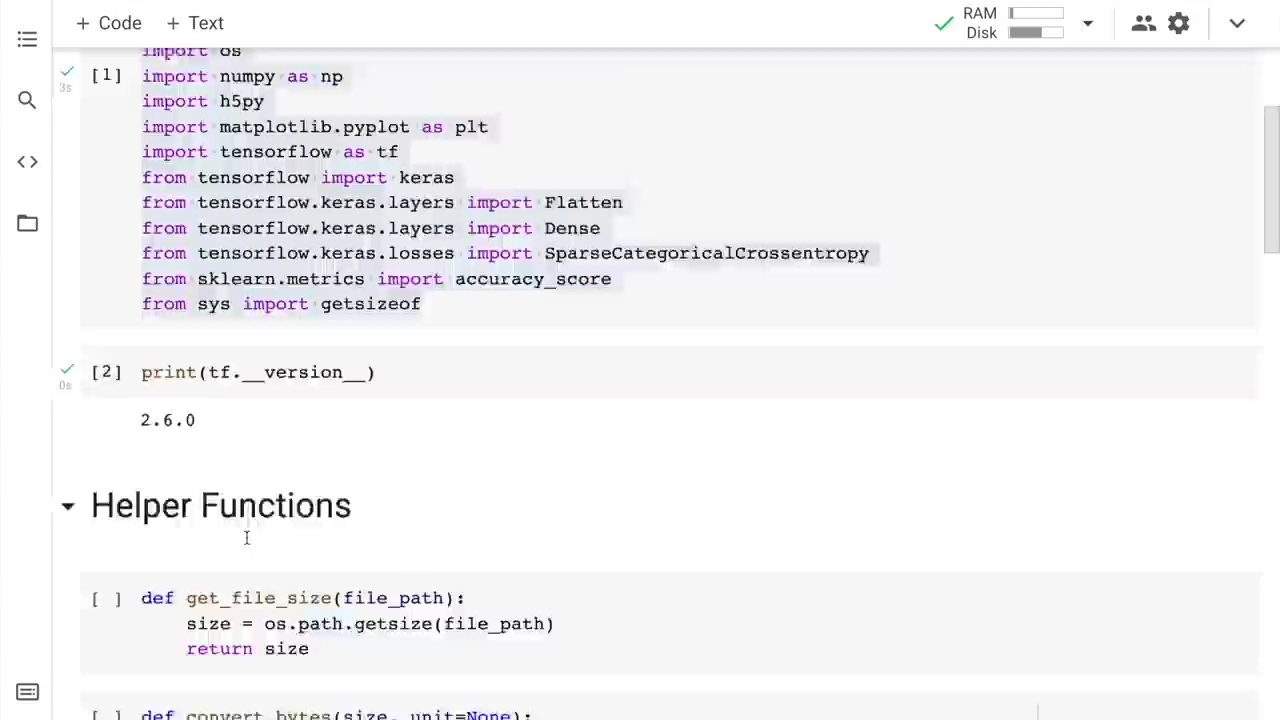 + Code + Text
RAM
Disk
import os
3s
[1] import numpy as np
import h5py
import matplotlib.pyplot as plt
import tensorflow as tf
from tensorflow import keras
from tensorflow.keras.layers import Flatten
from tensorflow.keras.layers import Dense
from tensorflow.keras.losses import SparseCategoricalCrossentropy
from sklearn.metrics import accuracy_score
from sys import getsizeof
0s
[2] print(tf.__version__)
2.6.0
Helper Functions
[ ] def get_file_size(file_path):
size = os.path.getsize(file_path)
return size
[ ] def convert_bytes(size, unit=None):